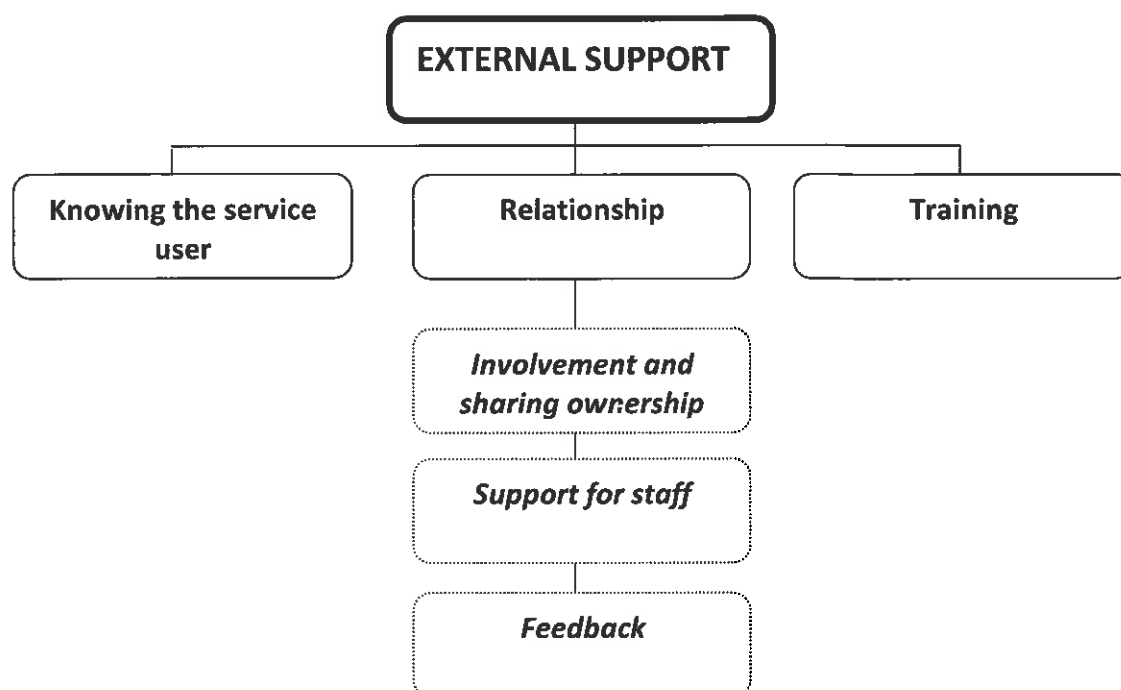 EXTERNAL SUPPORT
Knowing the service
user
Relationship
Training
Involvement and
sharing ownership
Support for staff
Feedback